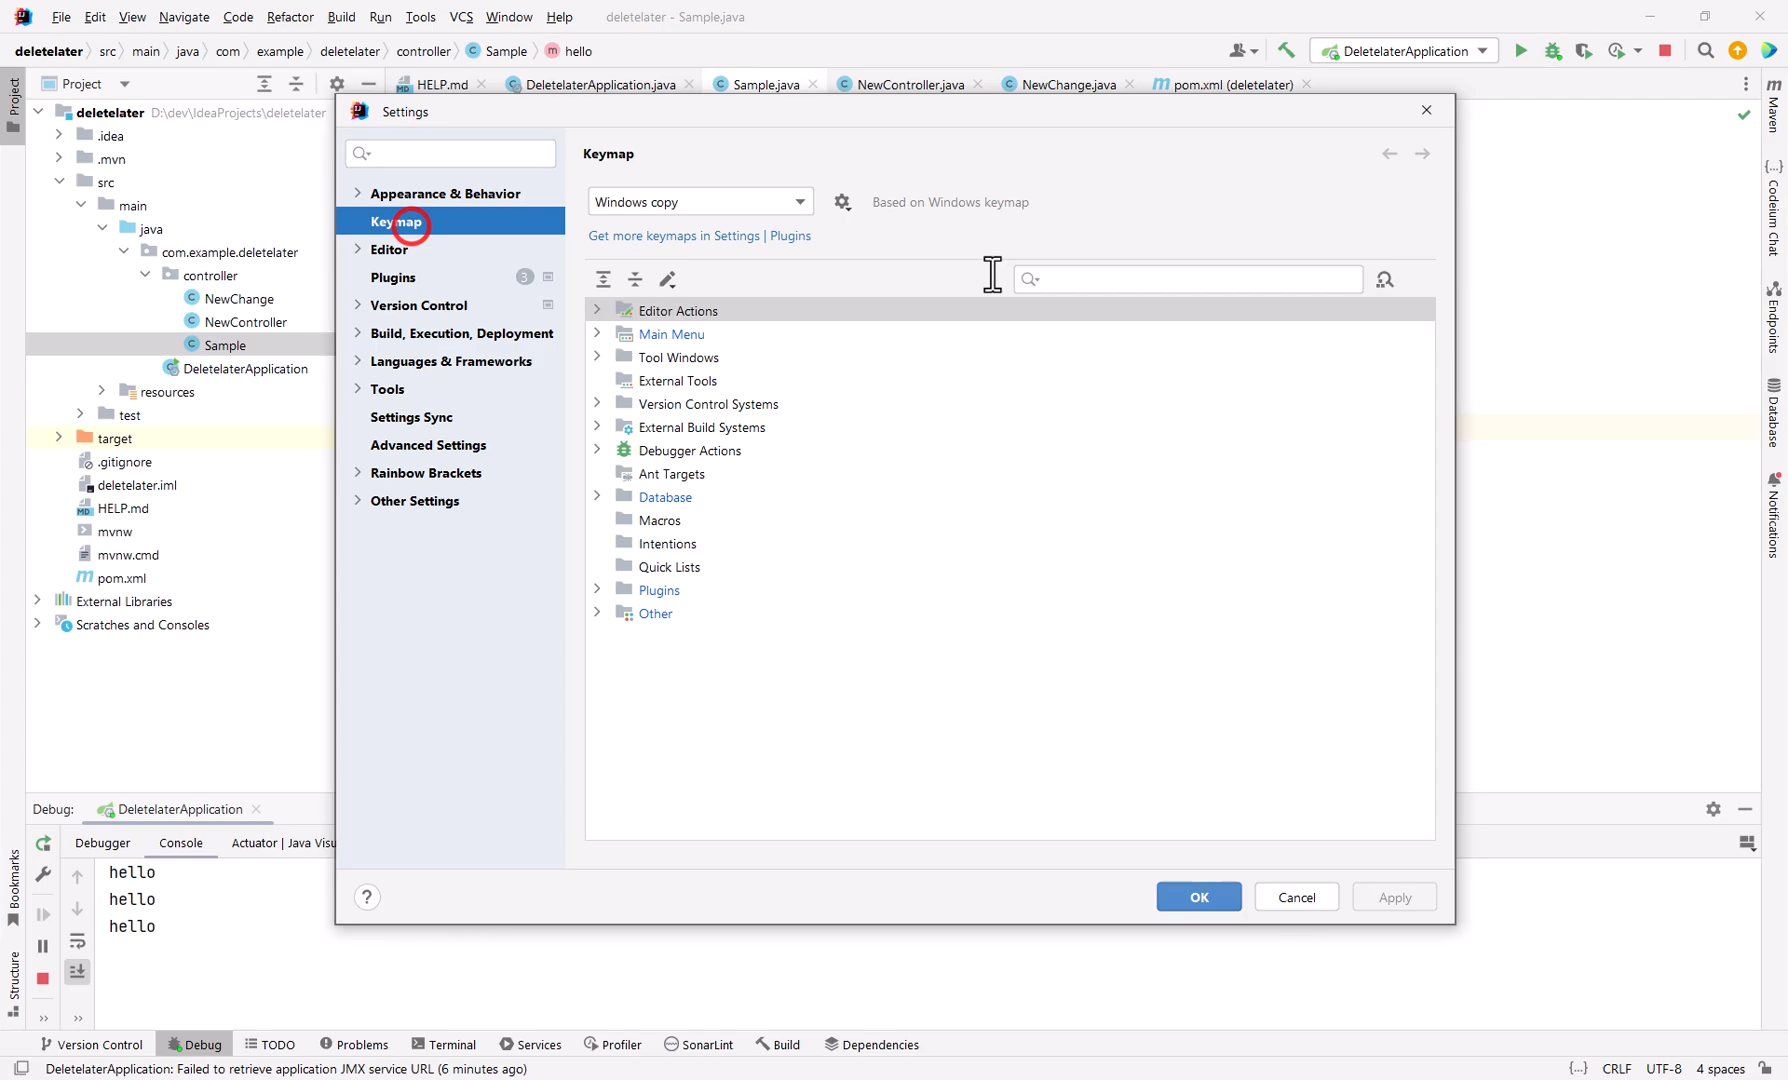 File Edit View Navigate Code Refactor Build Run Tools VCS Window Help deletelater - Sample.java
deletelater src main java com example deletelater controller C Sample m hello DeletelaterApplication
Project
Project
HELP.md
DeletelaterApplication.java
Sample.java
NewController.java
NewChange.java
pom.xml (deletelater)
deletelater D:\dev\IdeaProjects\deletelater
.idea
.mvn
src
main
java
com.example.deletelater
controller
NewChange
NewController
Sample
DeletelaterApplication
resources
test
target
.gitignore
deletelater.iml
HELP.md
mvnw
mvnw.cmd
pom.xml
External Libraries
Scratches and Consoles
Settings
Appearance & Behavior
Keymap
Editor
Plugins 3
Version Control
Build, Execution, Deployment
Languages & Frameworks
Tools
Settings Sync
Advanced Settings
Rainbow Brackets
Other Settings
Keymap
Windows copy Based on Windows keymap
Get more keymaps in Settings | Plugins
Editor Actions
Main Menu
Tool Windows
External Tools
Version Control Systems
External Build Systems
Debugger Actions
Ant Targets
Database
Macros
Intentions
Quick Lists
Plugins
Other
? OK Cancel Apply
Maven
Codeium Chat
Endpoints
Database
Notifications
Debug: DeletelaterApplication
Debugger Console Actuator | Java Visu
hello
hello
hello
Bookmarks
Structure
Version Control Debug TODO Problems Terminal Services Profiler SonarLint Build Dependencies
DeletelaterApplication: Failed to retrieve application JMX service URL (6 minutes ago) {...} CRLF UTF-8 4 spaces